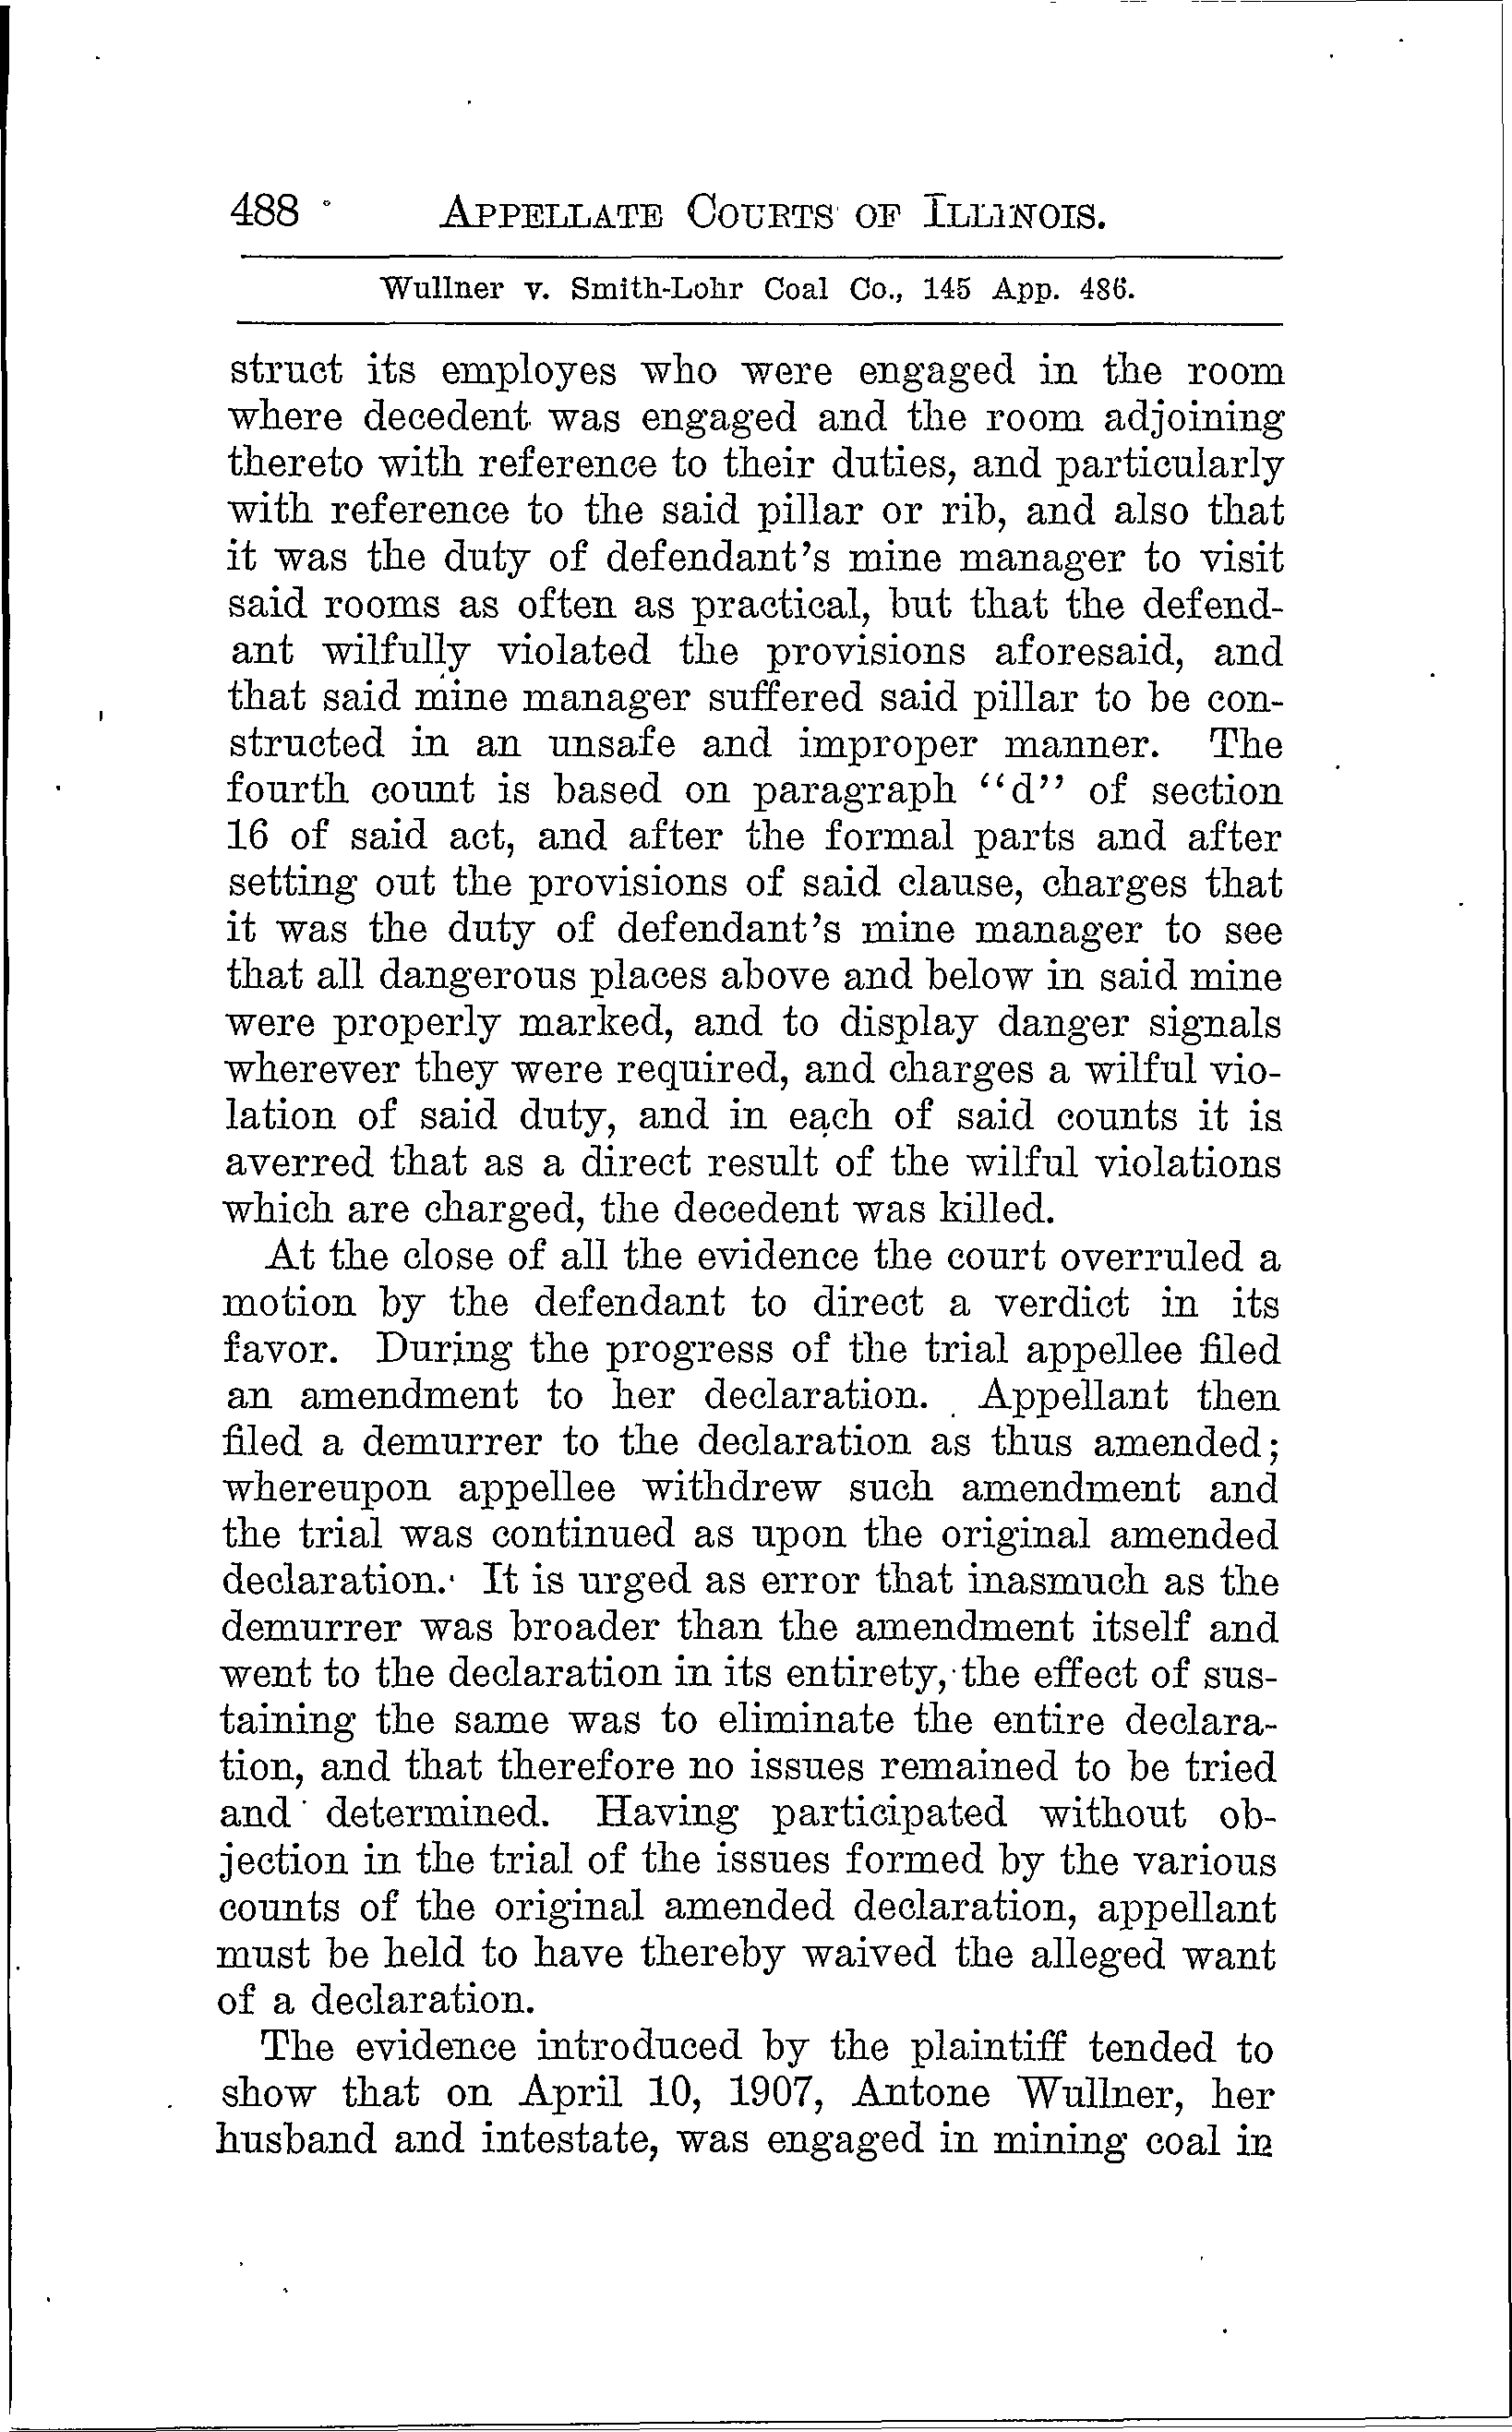 488 APPELLATE COURTS OF ILLINOIS.
Wullner v. Smith-Lohr Coal Co., 145 App. 486.
struct its employes who were engaged in the room
where decedent was engaged and the room adjoining
thereto with reference to their duties, and particularly
with reference to the said pillar or rib, and also that
it was the duty of defendant's mine manager to visit
said rooms as often as practical, but that the defend-
ant wilfully violated the provisions aforesaid, and
that said mine manager suffered said pillar to be con-
structed in an unsafe and improper manner. The
fourth count is based on paragraph "d" of section
16 of said act, and after the formal parts and after
setting out the provisions of said clause, charges that
it was the duty of defendant's mine manager to see
that all dangerous places above and below in said mine
were properly marked, and to display danger signals
wherever they were required, and charges a wilful vio-
lation of said duty, and in each of said counts it is
averred that as a direct result of the wilful violations
which are charged, the decedent was killed.
At the close of all the evidence the court overruled a
motion by the defendant to direct a verdict in its
favor. During the progress of the trial appellee filed
an amendment to her declaration. Appellant then
filed a demurrer to the declaration as thus amended;
whereupon appellee withdrew such amendment and
the trial was continued as upon the original amended
declaration. It is urged as error that inasmuch as the
demurrer was broader than the amendment itself and
went to the declaration in its entirety, the effect of sus-
taining the same was to eliminate the entire declara-
tion, and that therefore no issues remained to be tried
and determined. Having participated without ob-
jection in the trial of the issues formed by the various
counts of the original amended declaration, appellant
must be held to have thereby waived the alleged want
of a declaration.
The evidence introduced by the plaintiff tended to
show that on April 10, 1907, Antone Wullner, her
husband and intestate, was engaged in mining coal in